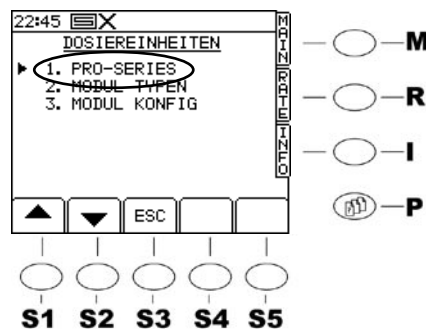 22:45
DOSIEREINHEITEN
1. PRO-SERIES
2. MODUL TYPEN
3. MODUL KONFIG
MAIN
RATE
INFO
M
R
I
P
ESC
S1 S2 S3 S4 S5